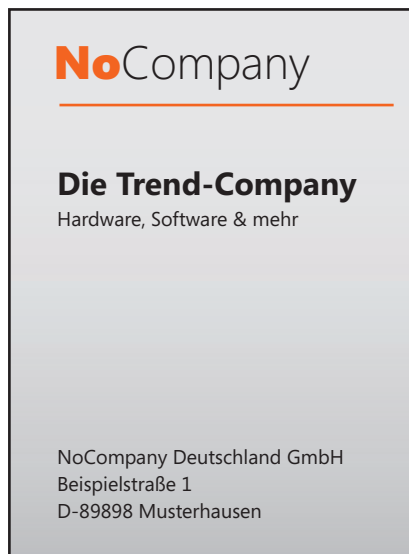 NoCompany
Die Trend-Company
Hardware, Software & mehr
NoCompany Deutschland GmbH
Beispielstraße 1
D-89898 Musterhausen